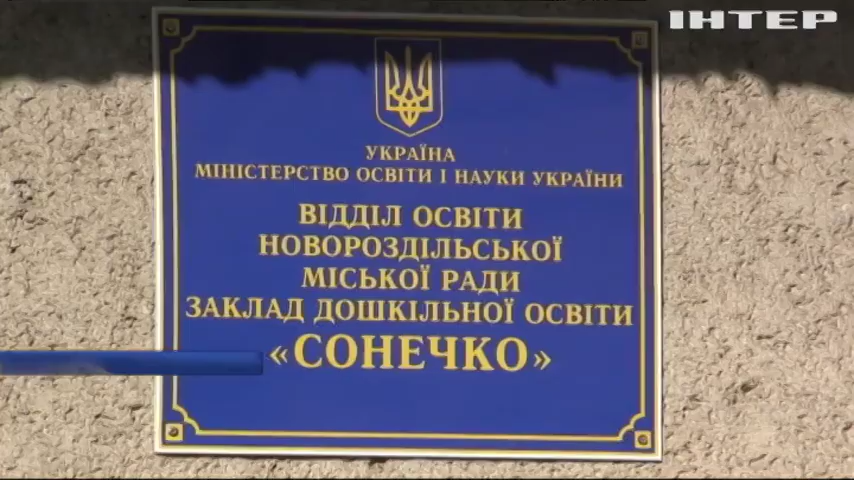 ІНТЕР
УКРАЇНА
МІНІСТЕРСТВО ОСВІТИ І НАУКИ УКРАЇНИ
ВІДДІЛ ОСВІТИ
НОВОРОЗДІЛЬСЬКОЇ
МІСЬКОЇ РАДИ
ЗАКЛАД ДОШКІЛЬНОЇ ОСВІТИ
«СОНЕЧКО»